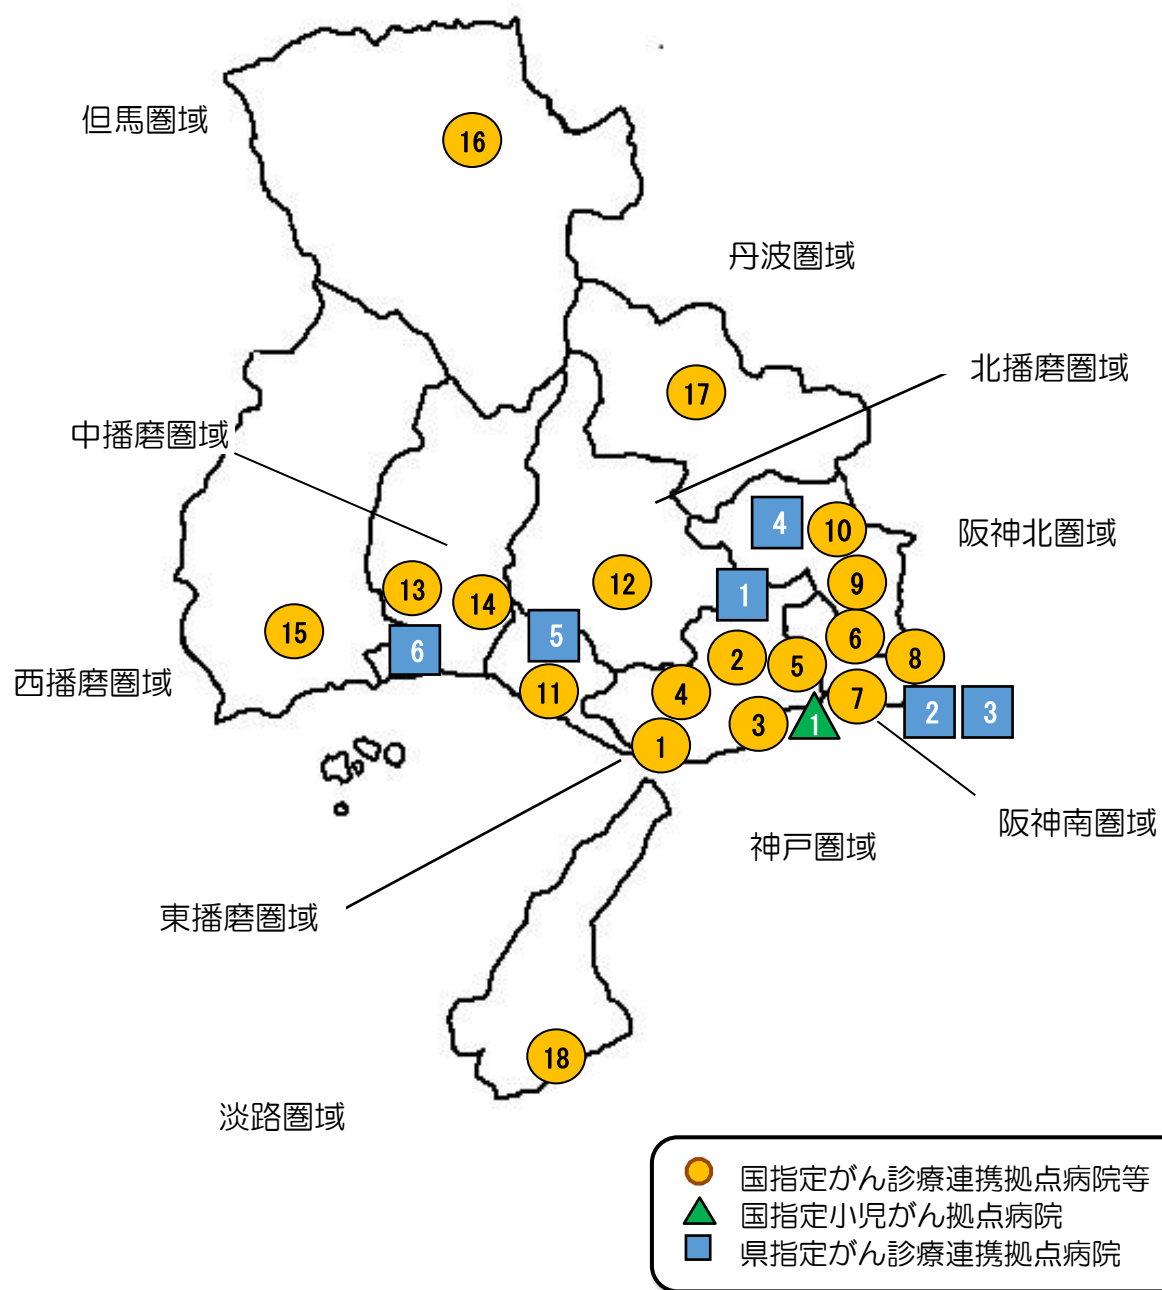 但馬圏域
16
丹波圏域
17
北播磨圏域
中播磨圏域
4
10
阪神北圏域
13
14
12
1
9
15
6
5
2
5
6
8
西播磨圏域
11
4
3
1
7
2
3
1
阪神南圏域
神戸圏域
東播磨圏域
18
淡路圏域
国指定がん診療連携拠点病院等
国指定小児がん拠点病院
県指定がん診療連携拠点病院